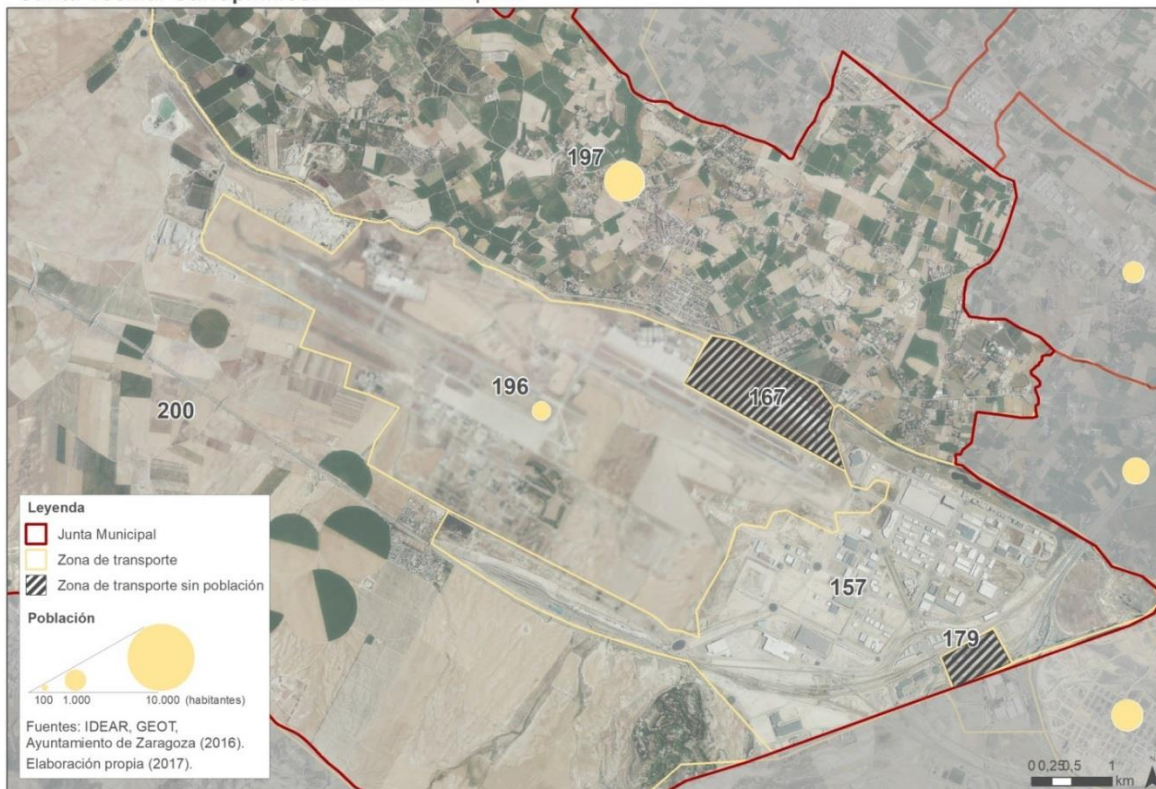 197
167
196
200
157
179
Leyenda
Junta Municipal
Zona de transporte
Zona de transporte sin población
Población
100 1.000 10.000 (habitantes)
Fuentes: IDEAR, GEOT,
Ayuntamiento de Zaragoza (2016).
Elaboración propia (2017).
0 0,25 0,5 1
km